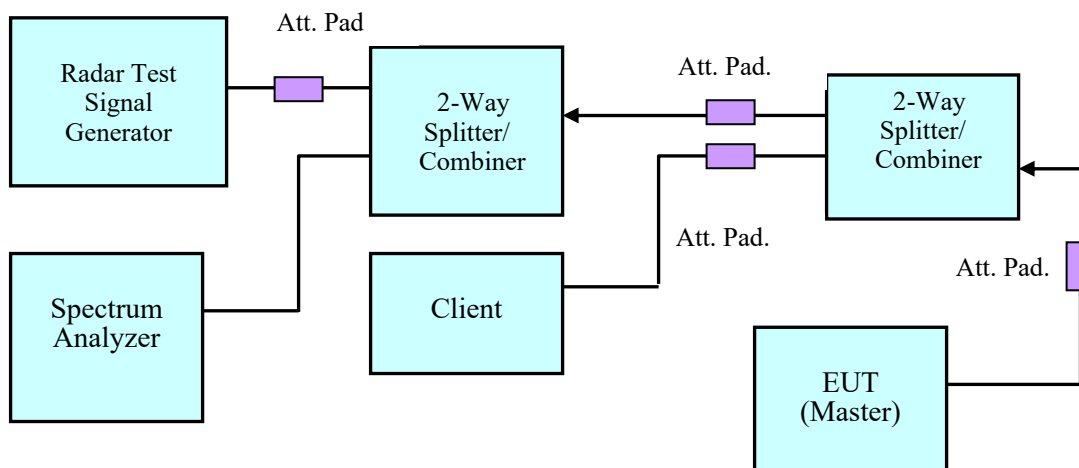 Att. Pad
Radar Test
Signal
Generator
2-Way
Splitter/
Combiner
Att. Pad.
2-Way
Splitter/
Combiner
Att. Pad.
Att. Pad.
Spectrum
Analyzer
Client
EUT
(Master)